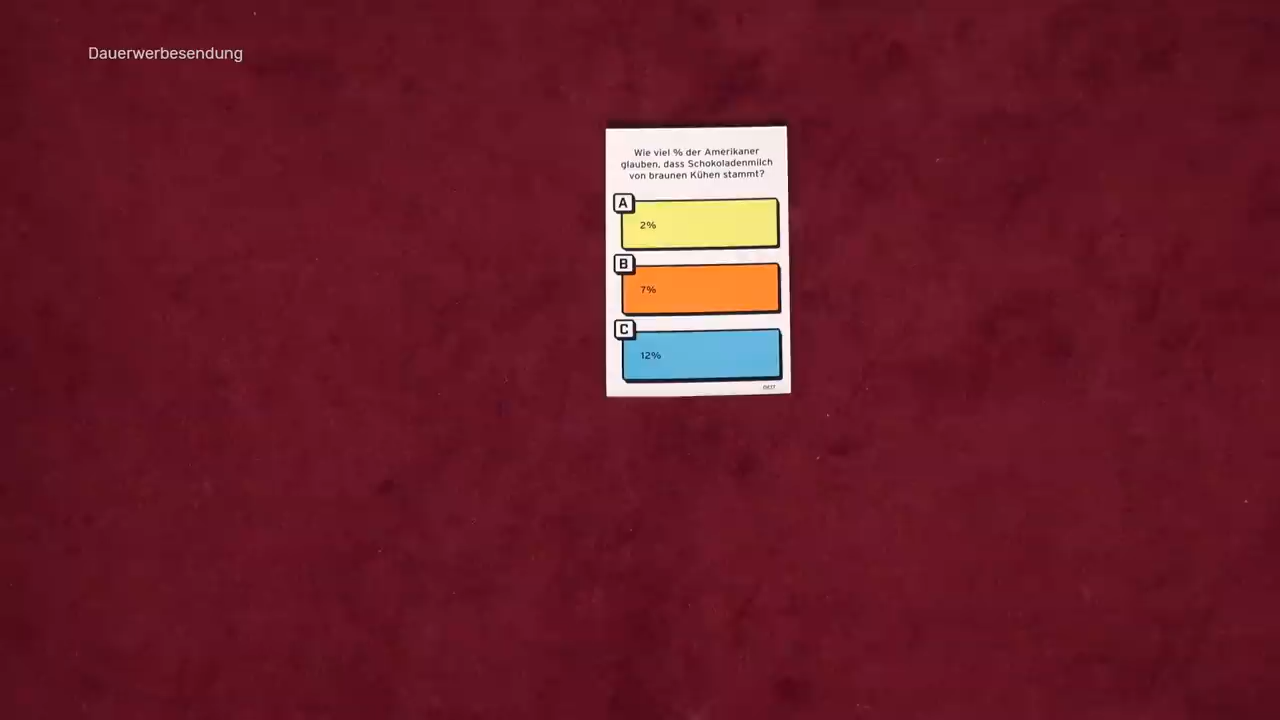 Dauerwerbesendung
Wie viel % der Amerikaner
glauben, dass Schokoladenmilch
von braunen Kühen stammt?
A
2%
B
7%
C
12%